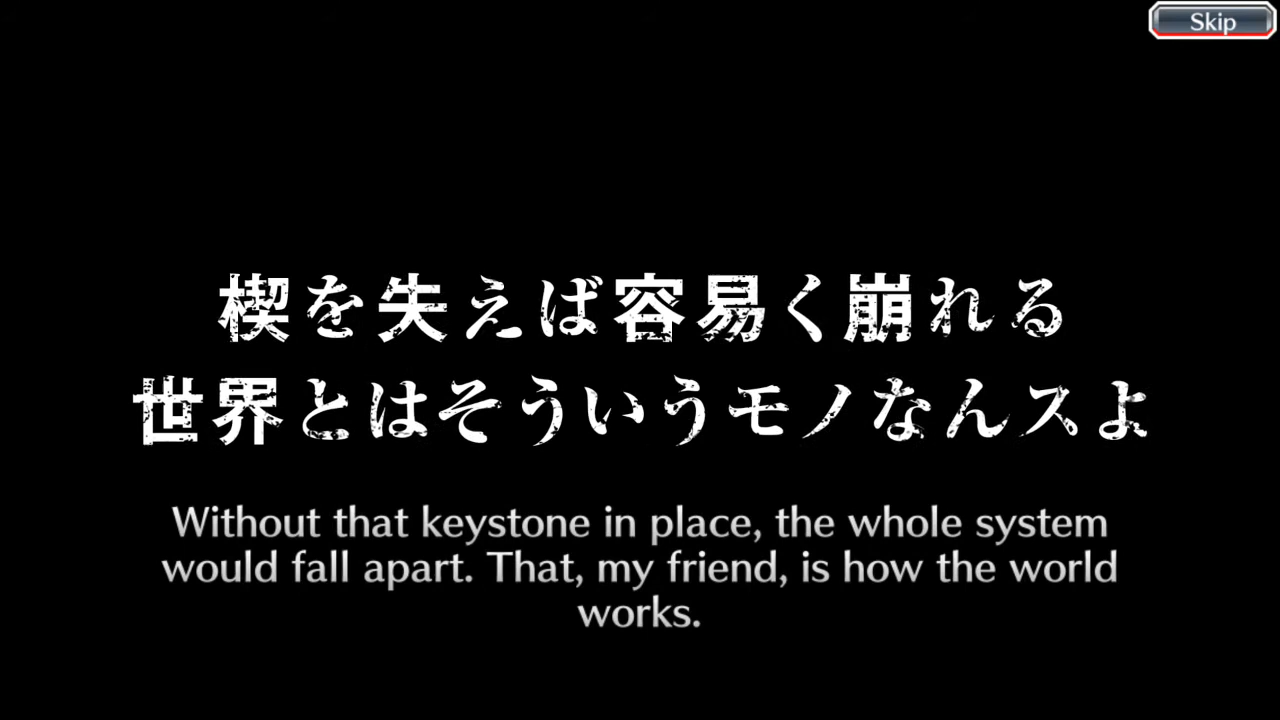 Skip
楔を失えば容易く崩れる
世界とはそういうモノなんスよ
Without that keystone in place, the whole system
would fall apart. That, my friend, is how the world
works.